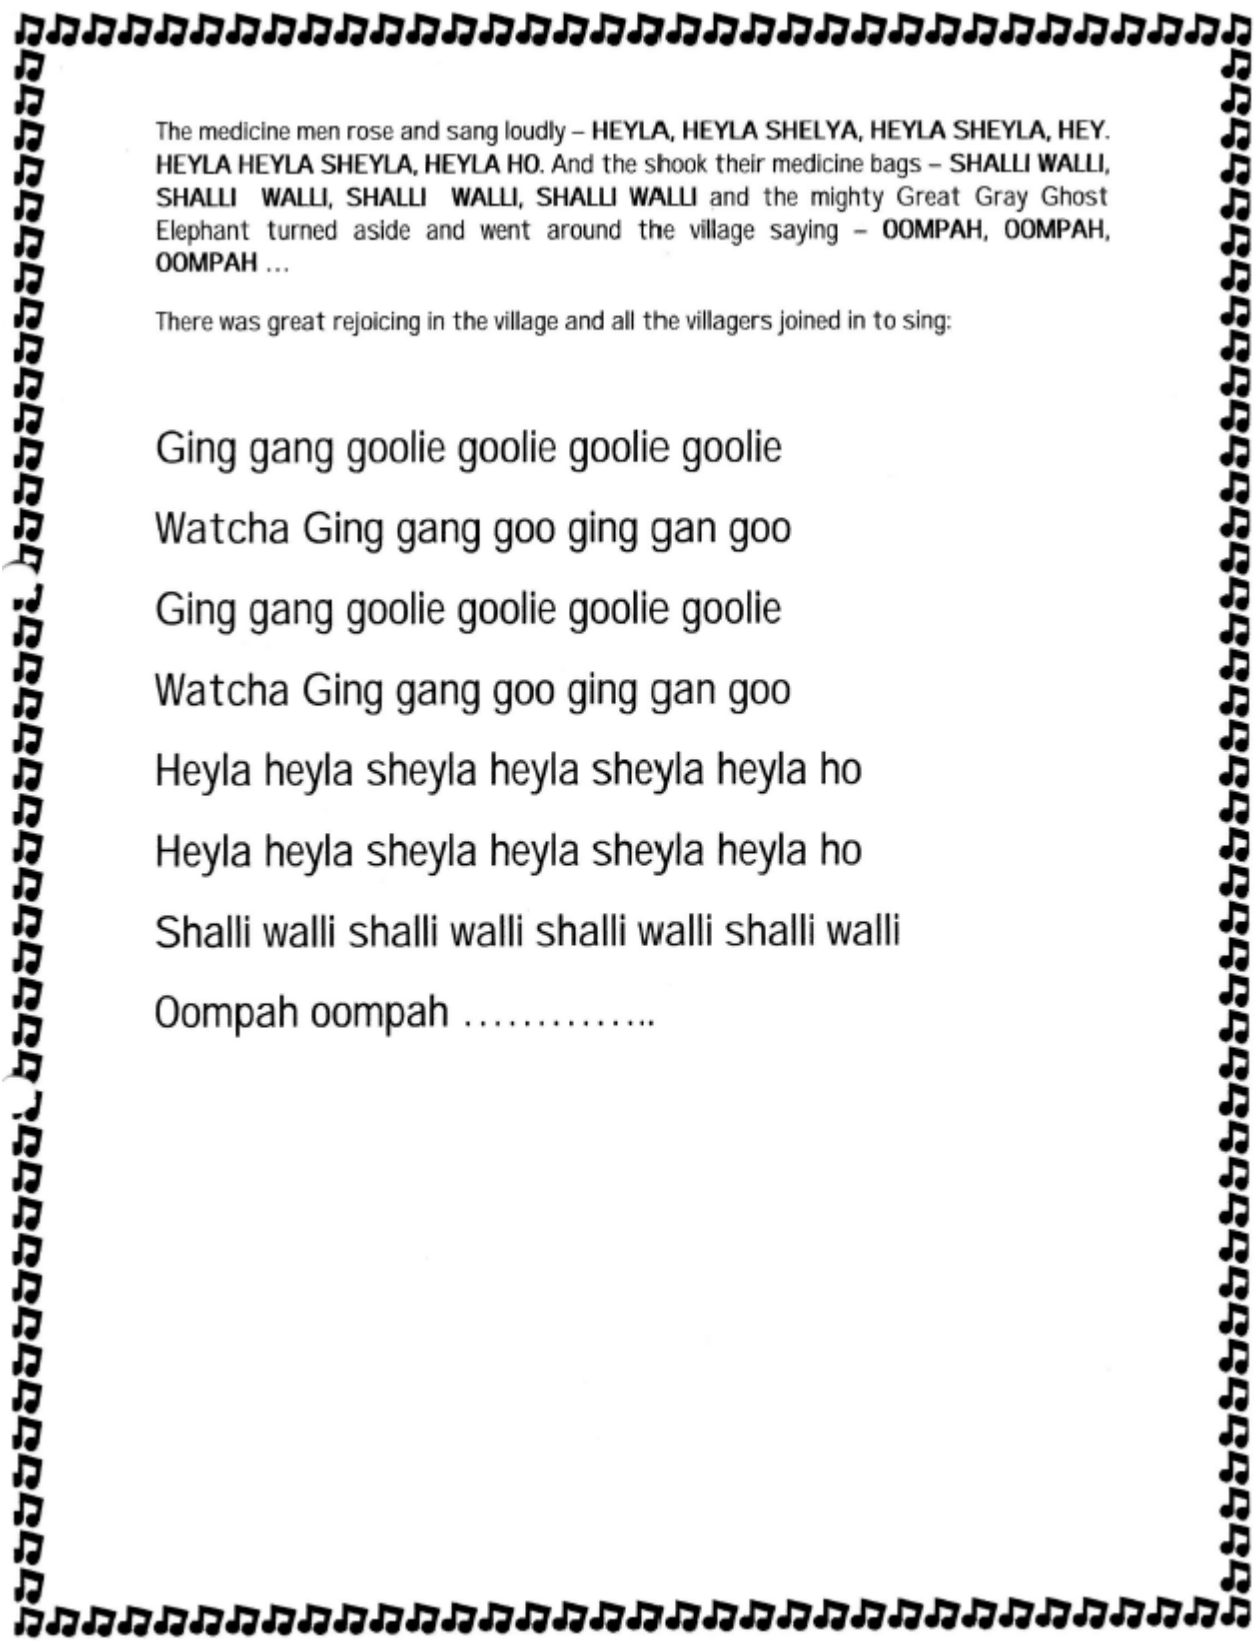 The medicine men rose and sang loudly – HEYLA, HEYLA SHELYA, HEYLA SHEYLA, HEY.
HEYLA HEYLA SHEYLA, HEYLA HO. And the shook their medicine bags – SHALLI WALLI,
SHALLI WALLI, SHALLI WALLI, SHALLI WALLI and the mighty Great Gray Ghost
Elephant turned aside and went around the village saying – OOMPAH, OOMPAH,
OOMPAH ...
There was great rejoicing in the village and all the villagers joined in to sing:
Ging gang goolie goolie goolie goolie
Watcha Ging gang goo ging gan goo
Ging gang goolie goolie goolie goolie
Watcha Ging gang goo ging gan goo
Heyla heyla sheyla heyla sheyla heyla ho
Heyla heyla sheyla heyla sheyla heyla ho
Shalli walli shalli walli shalli walli shalli walli
Oompah oompah ..............